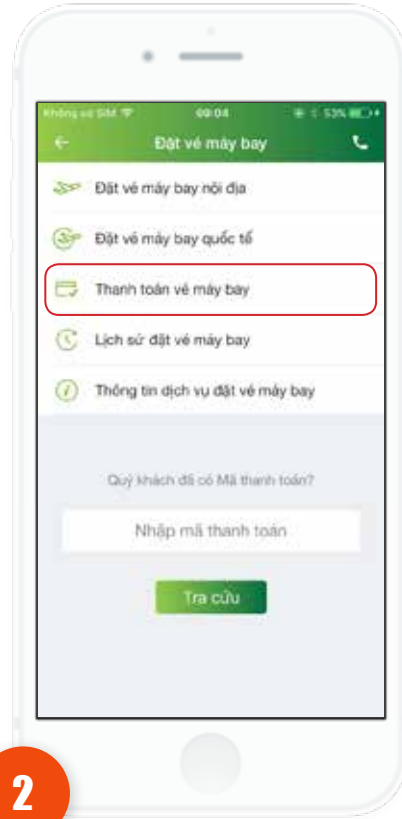 Không có SIM 09:04 53%
Đặt vé máy bay
Đặt vé máy bay nội địa
Đặt vé máy bay quốc tế
Thanh toán vé máy bay
Lịch sử đặt vé máy bay
Thông tin dịch vụ đặt vé máy bay
Quý khách đã có Mã thanh toán?
Nhập mã thanh toán
Tra cứu
2